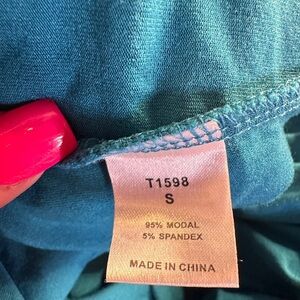 T1598
S
95% MODAL
5% SPANDEX
MADE IN CHINA